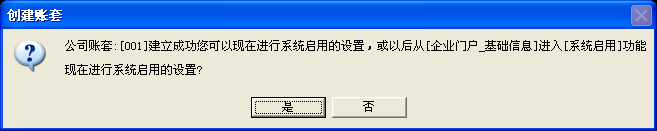 创建账套
公司账套:[001]建立成功您可以现在进行系统启用的设置，或以后从[企业门户_基础信息]进入[系统启用]功能
现在进行系统启用的设置?
是
否